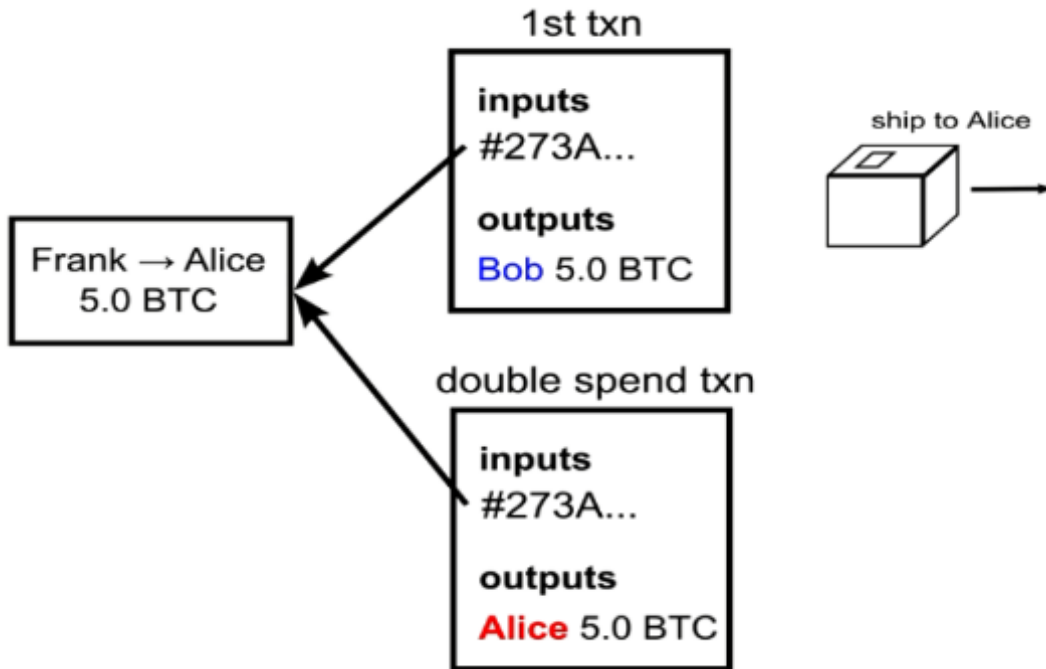 1st txn
inputs
#273A...
outputs
Bob 5.0 BTC
ship to Alice
Frank → Alice
5.0 BTC
double spend txn
inputs
#273A...
outputs
Alice 5.0 BTC